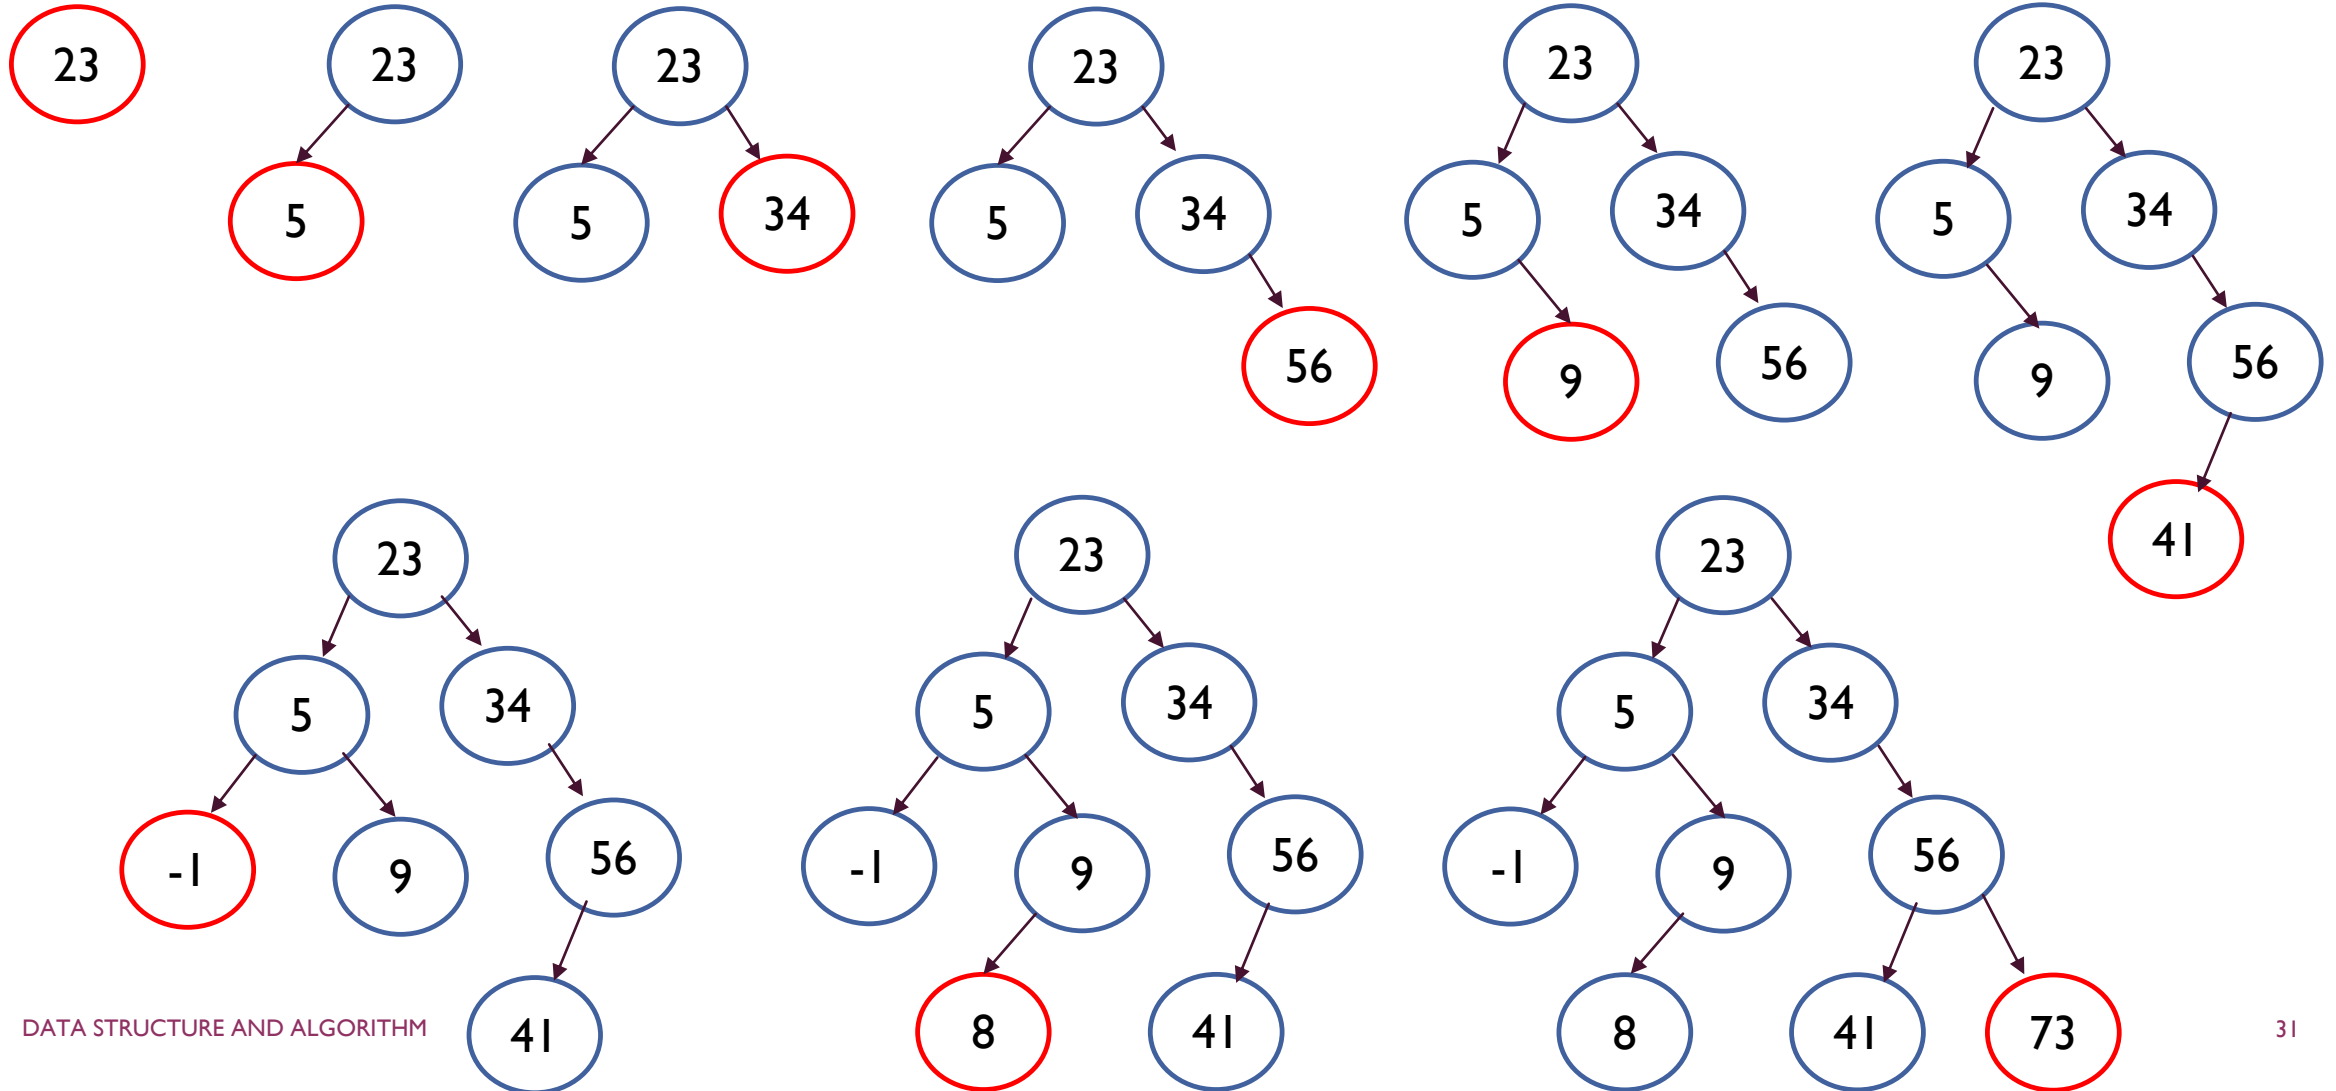 23 23 23 23 23 23
5 5 34 5 34 5 34 5 34
56 9 56 9 56
41
23 23 23
5 34 5 34 5 34
-1 9 56 -1 9 56 -1 9 56
41 8 41 8 41 73
DATA STRUCTURE AND ALGORITHM 31